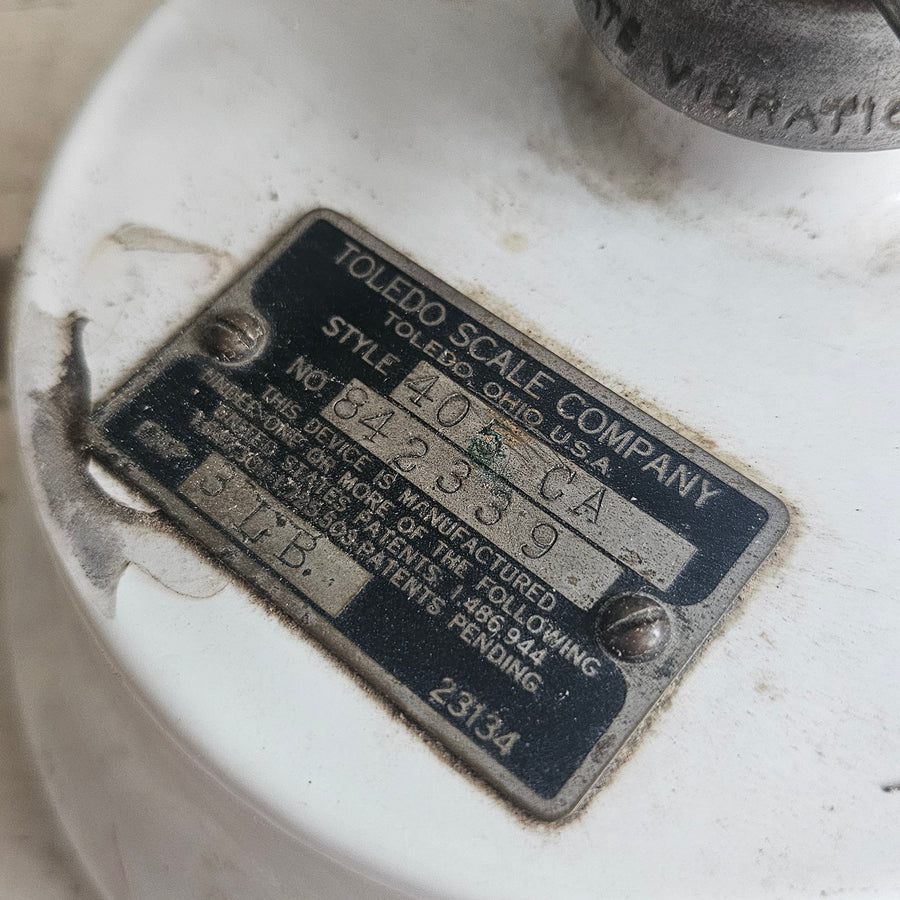 VIBRATIO
TOLEDO SCALE COMPANY
TOLEDO, OHIO, U.S.A
STYLE 40 CA
NO. 842339
THIS DEVICE IS MANUFACTURED
UNDER ONE OR MORE OF THE FOLLOWING
UNITED STATES PATENTS. 1,486,944
PATENTS PENDING
LB.
23134